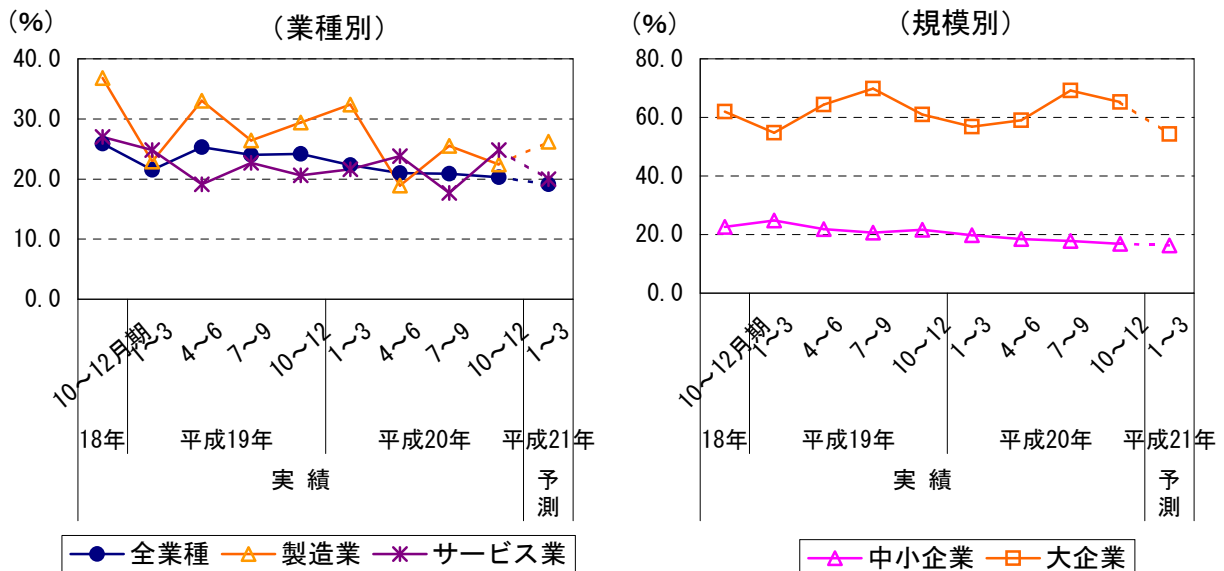 (%)
(業種別)
40.0
30.0
20.0
10.0
0.0
10~12月期
1~3
4~6
7~9
10~12
1~3
4~6
7~9
10~12
1~3
18年
平成19年
平成20年
平成21年
実 績
予測
全業種 製造業 サービス業
(%)
(規模別)
80.0
60.0
40.0
20.0
0.0
10~12月期
1~3
4~6
7~9
10~12
1~3
4~6
7~9
10~12
1~3
18年
平成19年
平成20年
平成21年
実 績
予測
中小企業 大企業